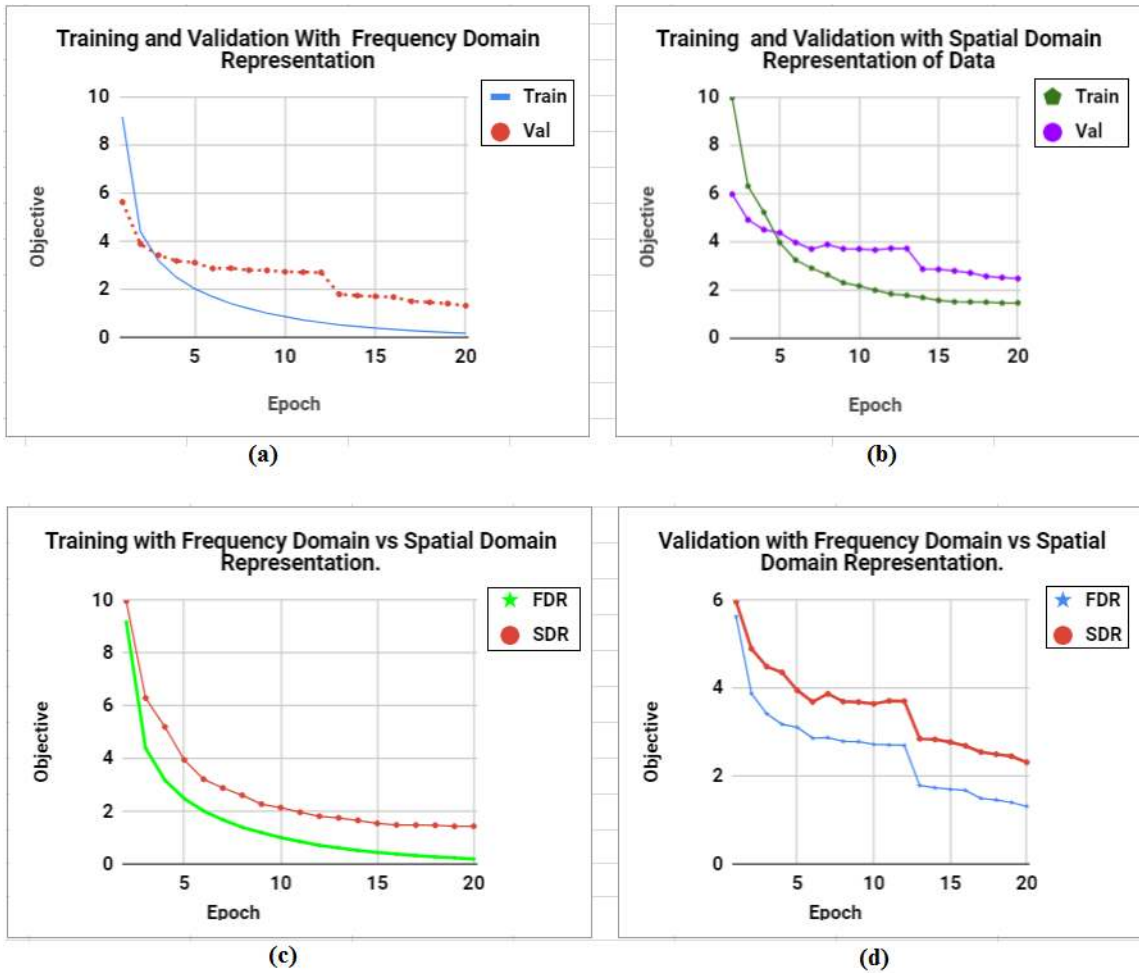 Training and Validation With Frequency Domain
Representation
Train
Val
10
8
6
4
2
0
Objective
5
10
15
20
Epoch
(a)
Training and Validation with Spatial Domain
Representation of Data
Train
Val
10
8
6
4
2
0
Objective
5
10
15
20
Epoch
(b)
Training with Frequency Domain vs Spatial Domain
Representation.
FDR
SDR
10
8
6
4
2
0
Objective
5
10
15
20
Epoch
(c)
Validation with Frequency Domain vs Spatial
Domain Representation.
FDR
SDR
6
4
2
0
Objective
5
10
15
20
Epoch
(d)